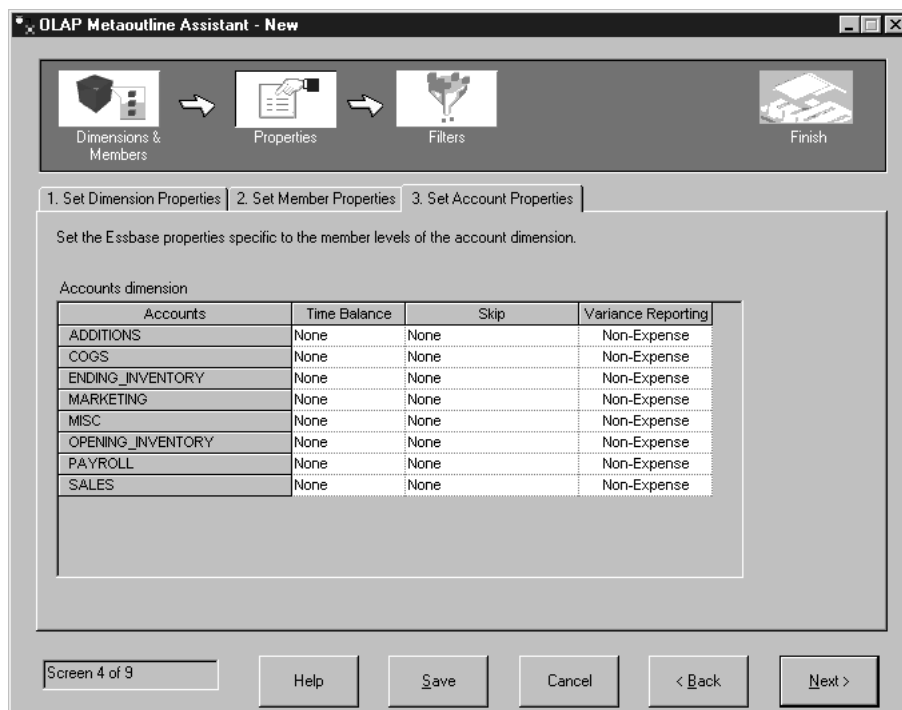 OLAP Metaoutline Assistant - New
Dimensions & Members
Properties
Filters
Finish
1. Set Dimension Properties
2. Set Member Properties
3. Set Account Properties
Set the Essbase properties specific to the member levels of the account dimension.
Accounts dimension
Accounts Time Balance Skip Variance Reporting
ADDITIONS None None Non-Expense
COGS None None Non-Expense
ENDING_INVENTORY None None Non-Expense
MARKETING None None Non-Expense
MISC None None Non-Expense
OPENING_INVENTORY None None Non-Expense
PAYROLL None None Non-Expense
SALES None None Non-Expense
Screen 4 of 9
Help
Save
Cancel
< Back
Next >